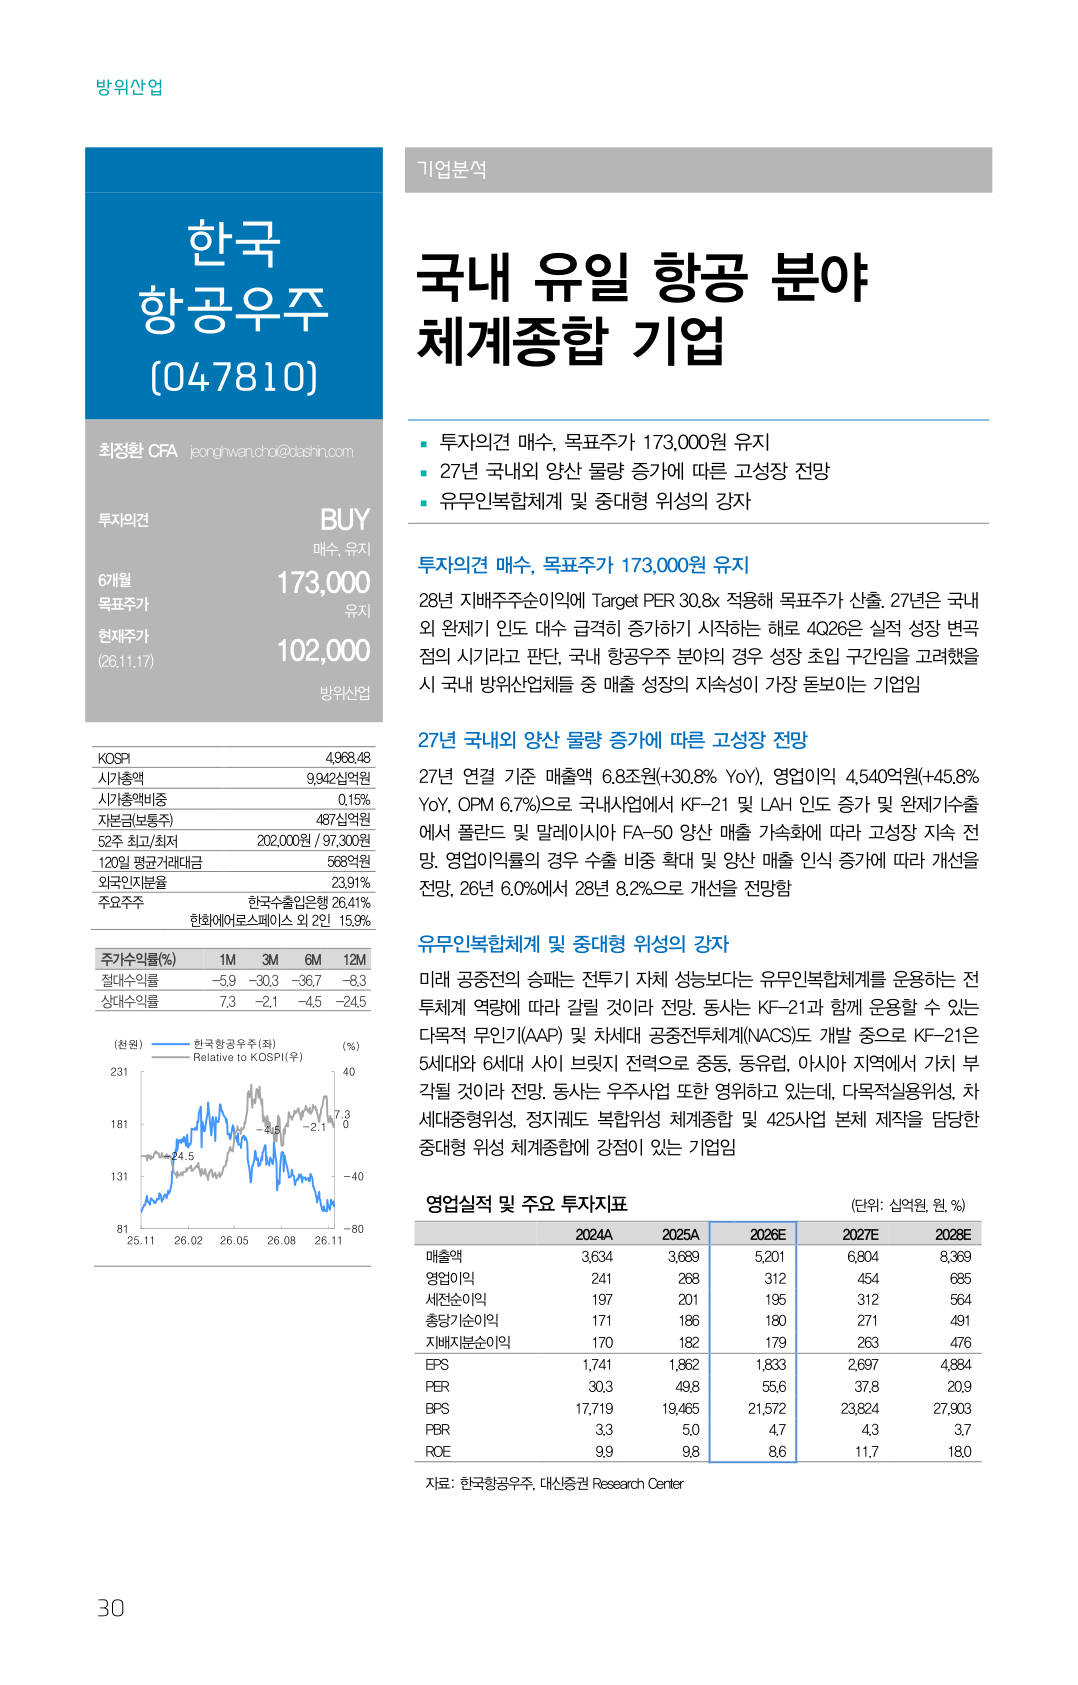 방위산업
한국
항공우주
(047810)
최정환 CFA jeonghwan.choi@daishin.com
투자의견 BUY
매수, 유지
6개월
목표주가 173,000
유지
현재주가
(26.11.17) 102,000
방위산업
KOSPI 4,968.48
시가총액 9,942십억원
시가총액비중 0.15%
자본금(보통주) 487십억원
52주 최고/최저 202,000원 / 97,300원
120일 평균거래대금 568억원
외국인지분율 23.91%
주요주주 한국수출입은행 26.41%
한화에어로스페이스 외 2인 15.9%
주가수익률(%) 1M 3M 6M 12M
절대수익률 -5.9 -30.3 -36.7 -8.3
상대수익률 7.3 -2.1 -4.5 -24.5
(천원) 한국항공우주(좌) (%)
Relative to KOSPI(우)
231 40
7.3
181 -4.5 -2.1 0
-24.5
131 -40
81 -80
25.11 26.02 26.05 26.08 26.11
기업분석
국내 유일 항공 분야
체계종합 기업
▪ 투자의견 매수, 목표주가 173,000원 유지
▪ 27년 국내외 양산 물량 증가에 따른 고성장 전망
▪ 유무인복합체계 및 중대형 위성의 강자
투자의견 매수, 목표주가 173,000원 유지
28년 지배주주순이익에 Target PER 30.8x 적용해 목표주가 산출. 27년은 국내
외 완제기 인도 대수 급격히 증가하기 시작하는 해로 4Q26은 실적 성장 변곡
점의 시기라고 판단, 국내 항공우주 분야의 경우 성장 초입 구간임을 고려했을
시 국내 방위산업체들 중 매출 성장의 지속성이 가장 돋보이는 기업임
27년 국내외 양산 물량 증가에 따른 고성장 전망
27년 연결 기준 매출액 6.8조원(+30.8% YoY), 영업이익 4,540억원(+45.8%
YoY, OPM 6.7%)으로 국내사업에서 KF-21 및 LAH 인도 증가 및 완제기수출
에서 폴란드 및 말레이시아 FA-50 양산 매출 가속화에 따라 고성장 지속 전
망. 영업이익률의 경우 수출 비중 확대 및 양산 매출 인식 증가에 따라 개선을
전망, 26년 6.0%에서 28년 8.2%으로 개선을 전망함
유무인복합체계 및 중대형 위성의 강자
미래 공중전의 승패는 전투기 자체 성능보다는 유무인복합체계를 운용하는 전
투체계 역량에 따라 갈릴 것이라 전망. 동사는 KF-21과 함께 운용할 수 있는
다목적 무인기(AAP) 및 차세대 공중전투체계(NACS)도 개발 중으로 KF-21은
5세대와 6세대 사이 브릿지 전력으로 중동, 동유럽, 아시아 지역에서 가치 부
각될 것이라 전망. 동사는 우주사업 또한 영위하고 있는데, 다목적실용위성, 차
세대중형위성, 정지궤도 복합위성 체계종합 및 425사업 본체 제작을 담당한
중대형 위성 체계종합에 강점이 있는 기업임
영업실적 및 주요 투자지표 (단위: 십억원, 원, %)
2024A 2025A 2026E 2027E 2028E
매출액 3,634 3,689 5,201 6,804 8,369
영업이익 241 268 312 454 685
세전순이익 197 201 195 312 564
총당기순이익 171 186 180 271 491
지배지분순이익 170 182 179 263 476
EPS 1,741 1,862 1,833 2,697 4,884
PER 30.3 49.8 55.6 37.8 20.9
BPS 17,719 19,465 21,572 23,824 27,903
PBR 3.3 5.0 4.7 4.3 3.7
ROE 9.9 9.8 8.6 11.7 18.0
자료: 한국항공우주, 대신증권 Research Center
30